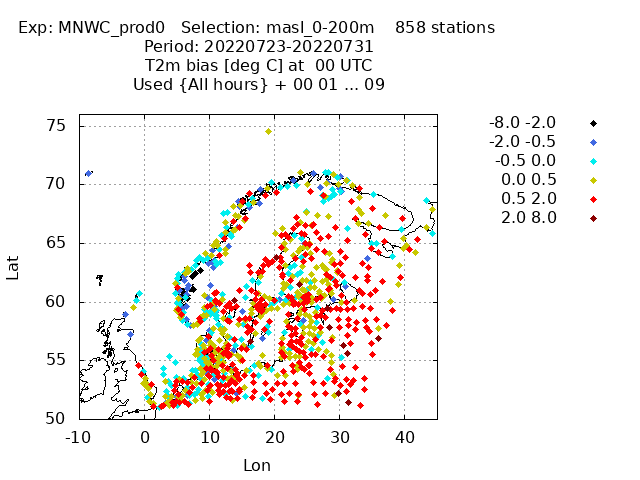 Exp: MNWC_prod0   Selection: masl_0-200m    858 stations
Period: 20220723-20220731
T2m bias [deg C] at  00 UTC
Used {All hours} + 00 01 ... 09
-8.0 -2.0
-2.0 -0.5
-0.5 0.0
0.0 0.5
0.5 2.0
2.0 8.0
75
70
65
60
55
50
Lat
-10 0 10 20 30 40
Lon